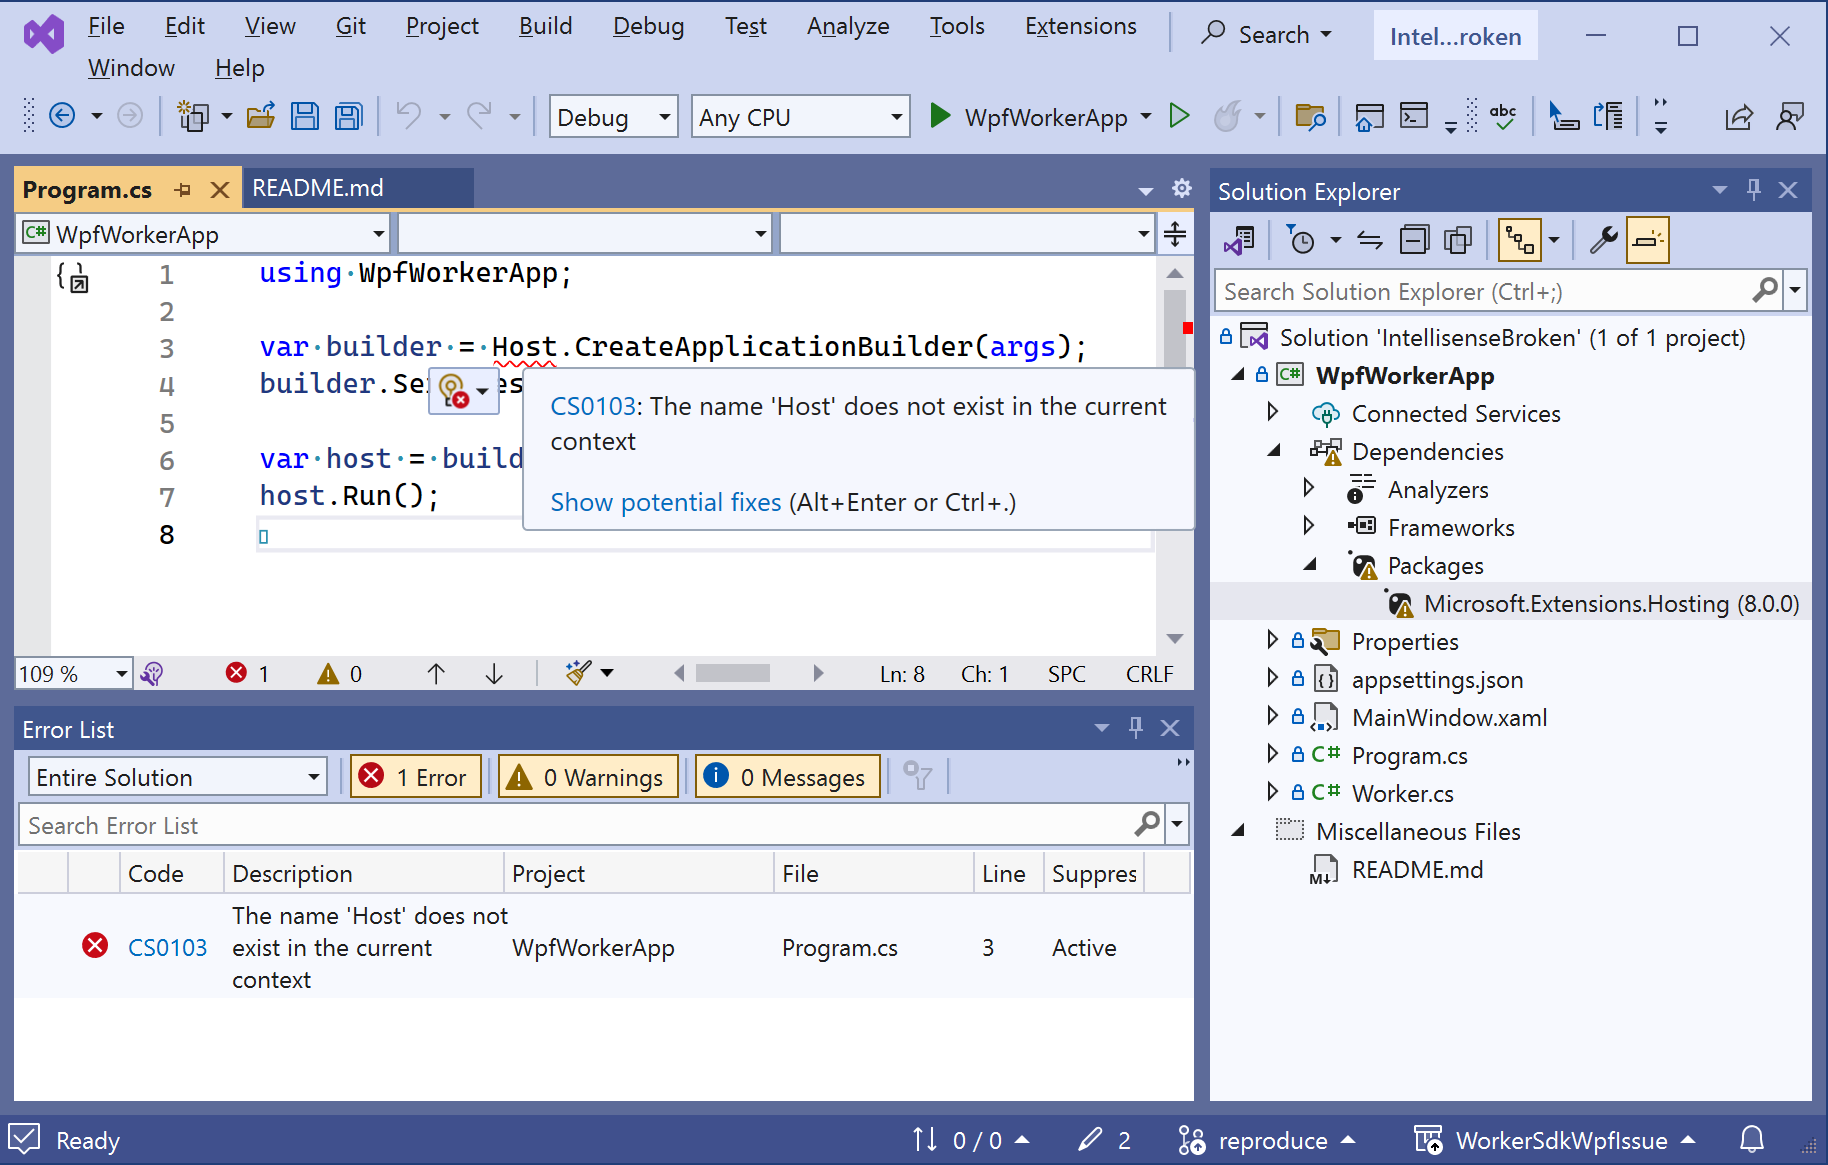 File Edit View Git Project Build Debug Test Analyze Tools Extensions Search Intel...roken
Window Help
Debug Any CPU WpfWorkerApp abc
Program.cs README.md
C# WpfWorkerApp
1 using WpfWorkerApp;
2
3 var builder = Host.CreateApplicationBuilder(args);
4 builder.Se es
5
6 var host = build
7 host.Run();
8
CS0103: The name 'Host' does not exist in the current
context
Show potential fixes (Alt+Enter or Ctrl+.)
109 % 1 0 Ln: 8 Ch: 1 SPC CRLF
Error List
Entire Solution 1 Error 0 Warnings 0 Messages
Search Error List
Code Description Project File Line Suppres
The name 'Host' does not
CS0103 exist in the current WpfWorkerApp Program.cs 3 Active
context
Solution Explorer
Search Solution Explorer (Ctrl+;)
Solution 'IntellisenseBroken' (1 of 1 project)
C# WpfWorkerApp
Connected Services
Dependencies
Analyzers
Frameworks
Packages
Microsoft.Extensions.Hosting (8.0.0)
Properties
appsettings.json
MainWindow.xaml
C# Program.cs
C# Worker.cs
Miscellaneous Files
README.md
Ready 0 / 0 2 reproduce WorkerSdkWpfIssue